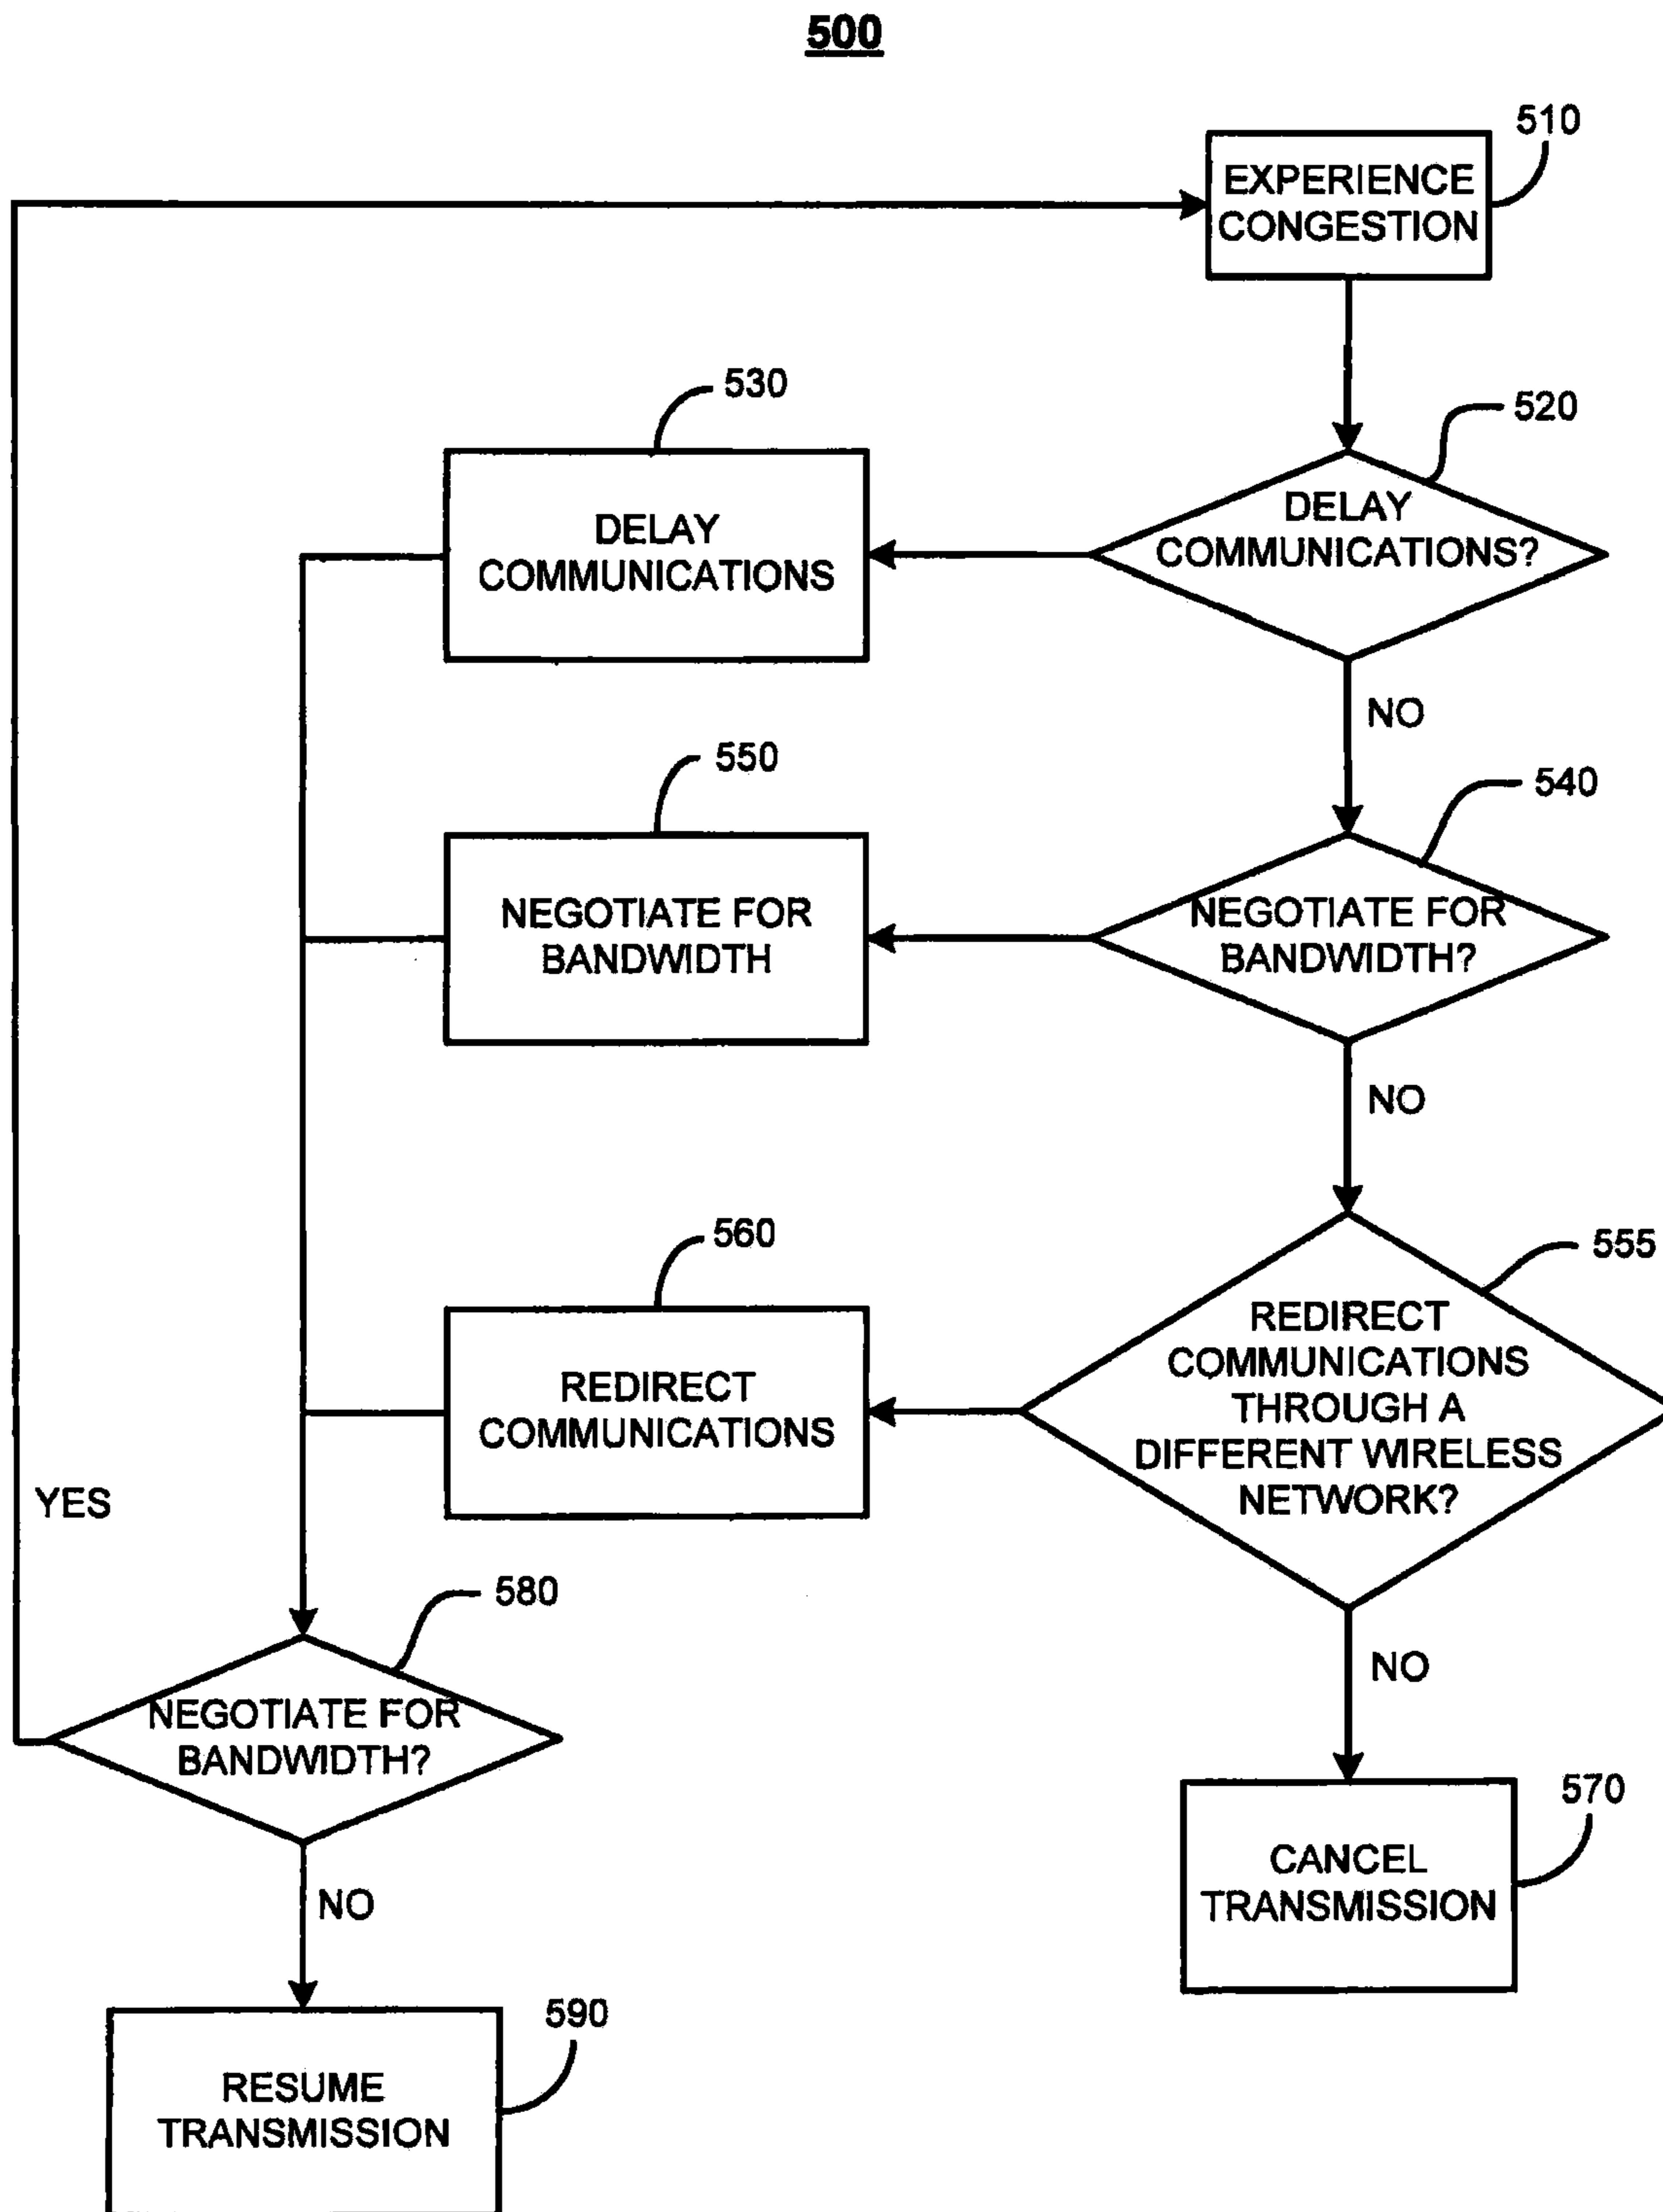 500
510
EXPERIENCE
CONGESTION
530
520
DELAY
COMMUNICATIONS
DELAY
COMMUNICATIONS?
NO
550
540
NEGOTIATE FOR
BANDWIDTH
NEGOTIATE FOR
BANDWIDTH?
NO
560
555
REDIRECT
COMMUNICATIONS
REDIRECT
COMMUNICATIONS
THROUGH A
DIFFERENT WIRELESS
NETWORK?
YES
580
NO
NEGOTIATE FOR
BANDWIDTH?
570
CANCEL
TRANSMISSION
NO
590
RESUME
TRANSMISSION